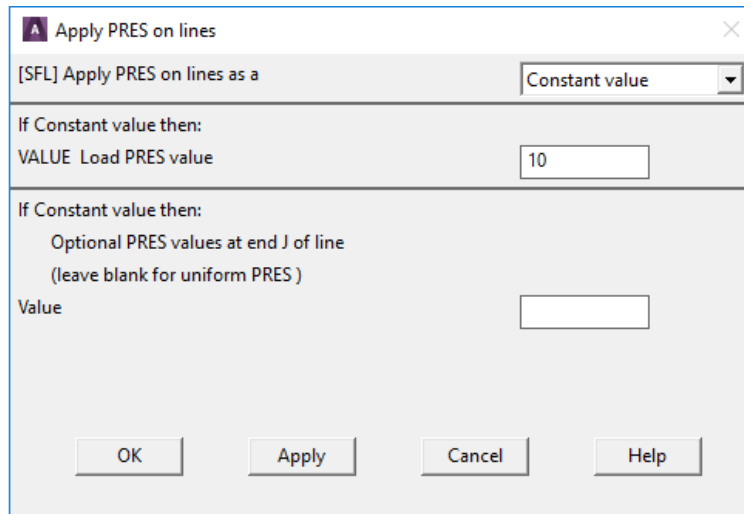 A Apply PRES on lines
[SFL] Apply PRES on lines as a Constant value
If Constant value then:
VALUE Load PRES value 10
If Constant value then:
Optional PRES values at end J of line
(leave blank for uniform PRES )
Value
OK Apply Cancel Help